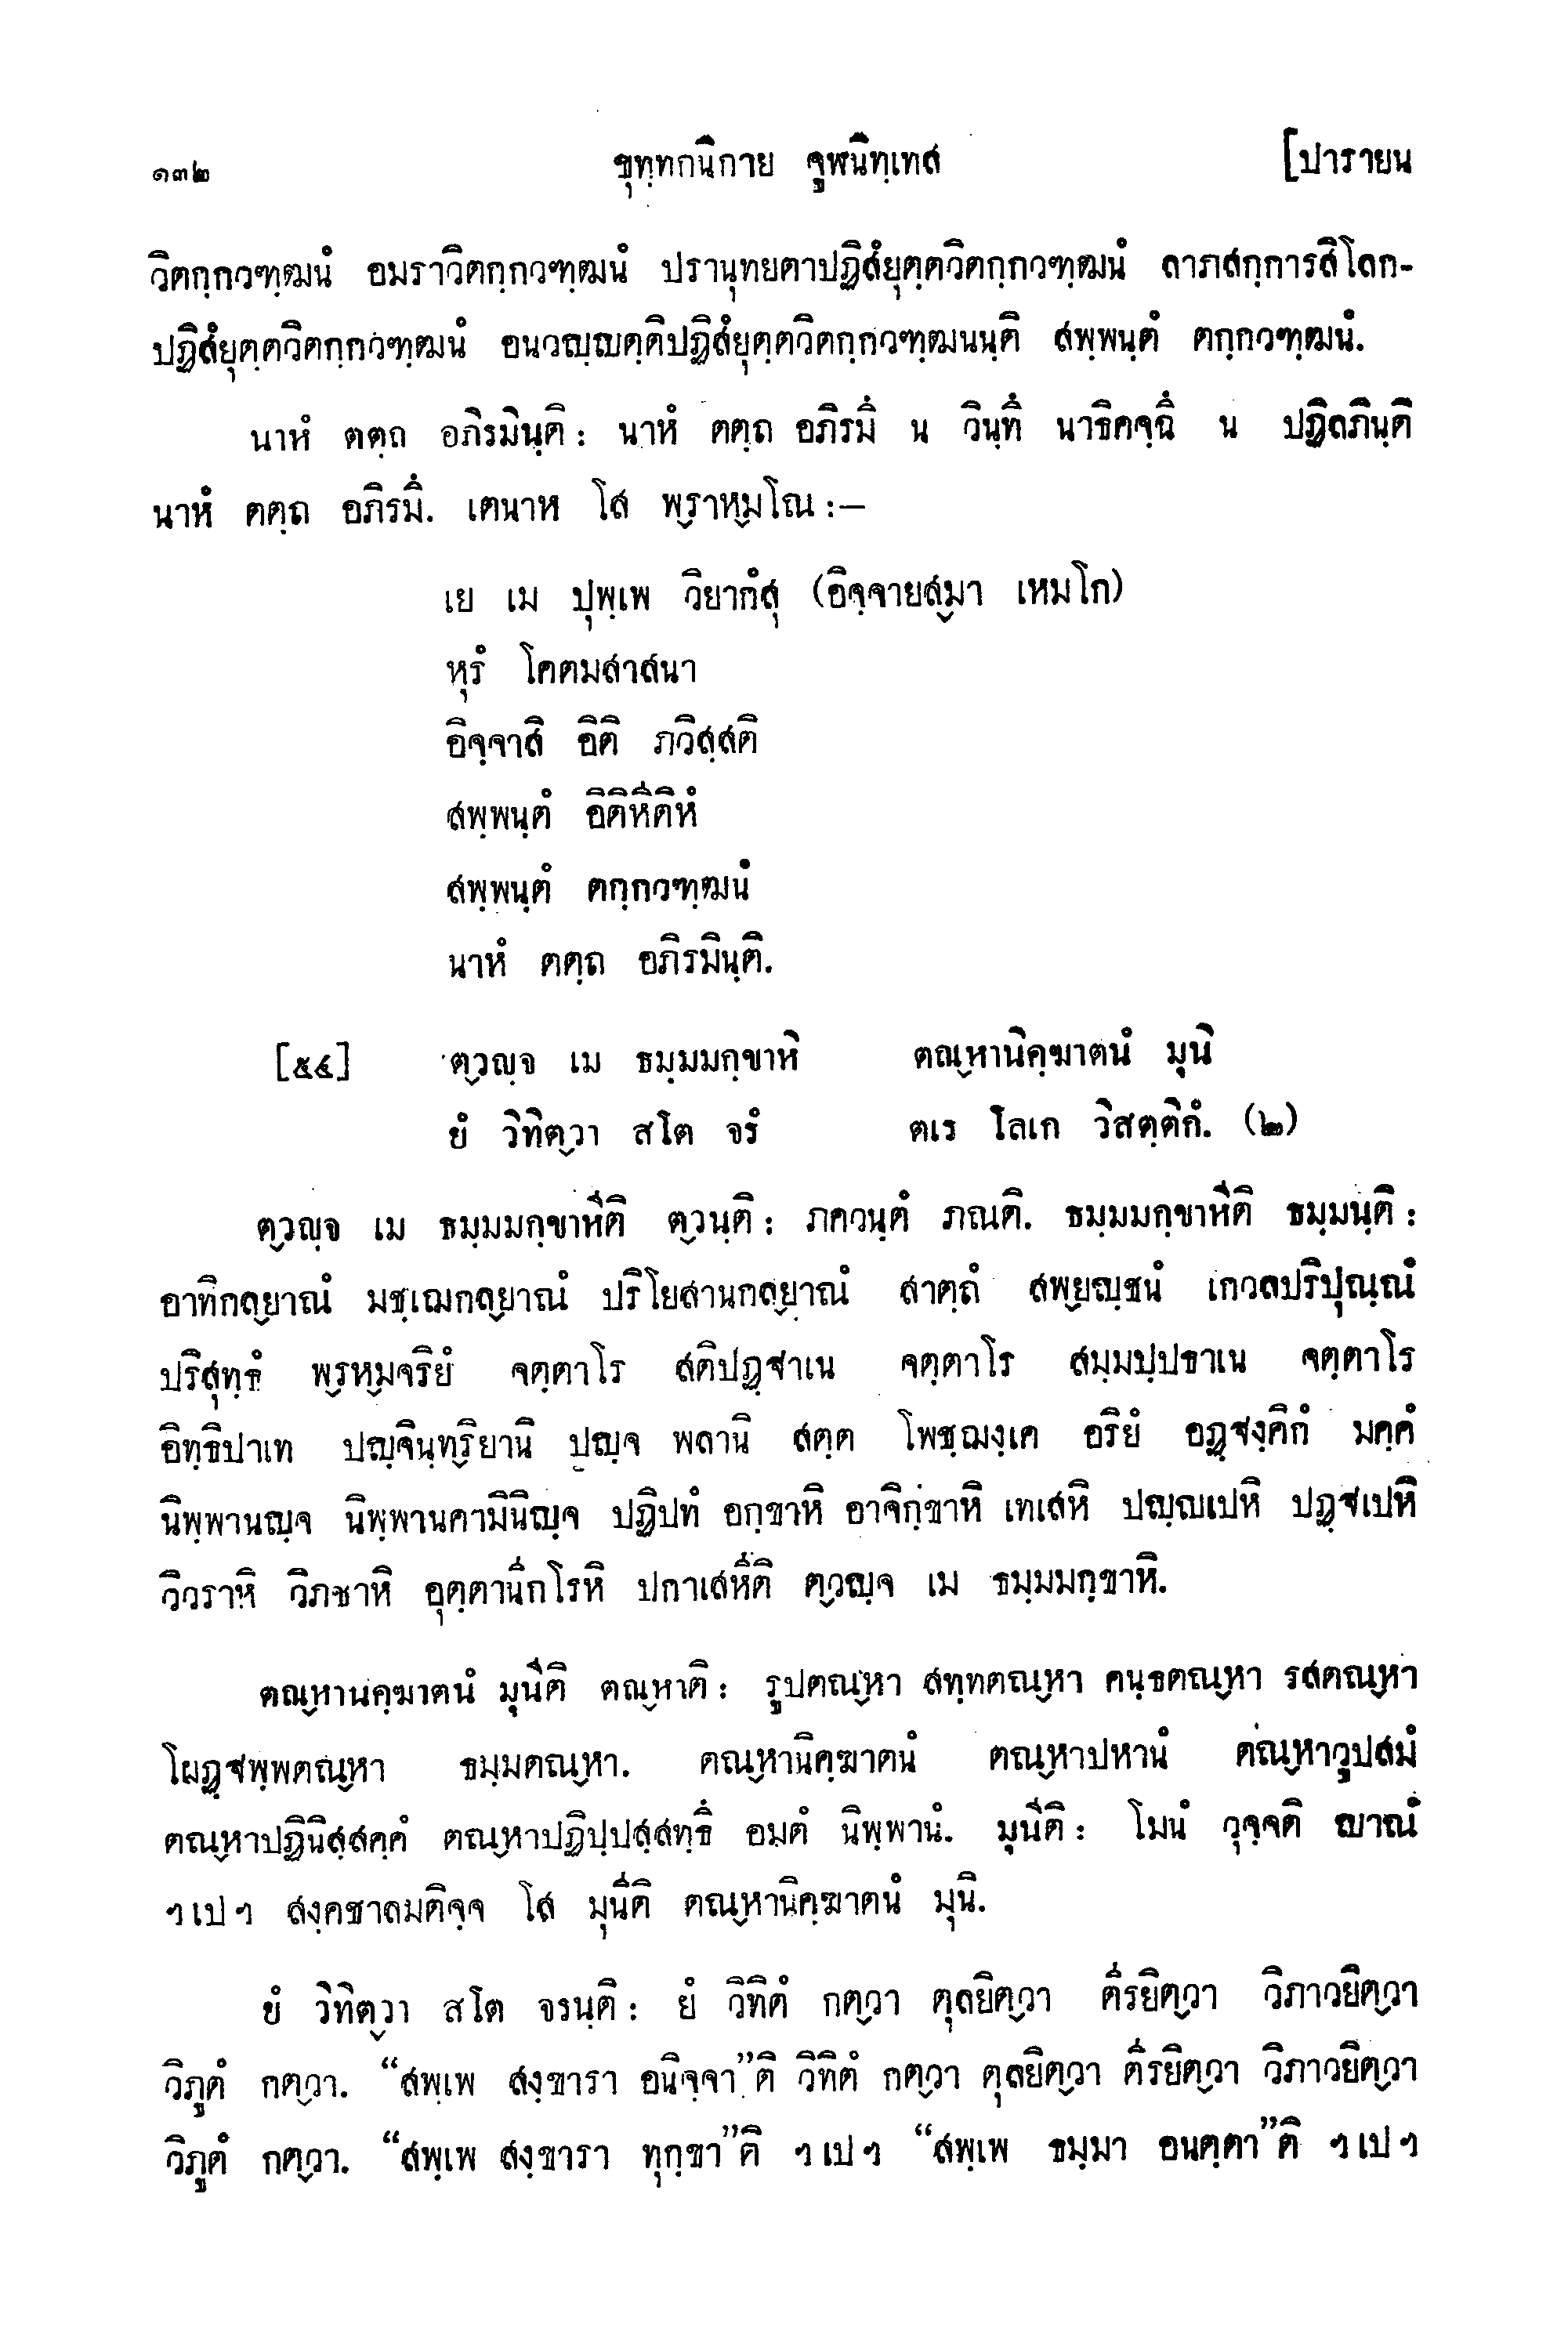 ๑๓๒ ขุทฺทกนิกาย จูฬนิทฺเทส [ปารายน
วิตกฺกวฑฺฒนํ อมราวิตกฺกวฑฺฒนํ ปรานุทยตาปฏิสํยุตฺตวิตกฺกวฑฺฒนํ ลาภสกฺการสิโลก-
ปฏิสํยุตฺตวิตกฺกวฑฺฒนํ อนวญฺญตฺติปฏิสํยุตฺตวิตกฺกวฑฺฒนนฺติ สพฺพนฺตํ ตกฺกวฑฺฒนํ.
นาหํ ตตฺถ อภิรมินฺติ: นาหํ ตตฺถ อภิรมึ น วินฺทึ นาธิคจฺฉึ น ปฏิลภินฺติ
นาหํ ตตฺถ อภิรมึ. เตนาห โส พฺราหฺมโณ:—
เย เม ปุพฺเพ วิยากํสุ (อิจฺจายสฺมา เหมโก)
หุรํ โคตมสาสนา
อิจฺจาสิ อิติ ภวิสฺสติ
สพฺพนฺตํ อิติหีติหํ
สพฺพนฺตํ ตกฺกวฑฺฒนํ
นาหํ ตตฺถ อภิรมินฺติ.
[๕๔] ตฺวญฺจ เม ธมฺมมกฺขาหิ ตณฺหานิคฺฆาตนํ มุนิ
ยํ วิทิตฺวา สโต จรํ ตเร โลเก วิสตฺติกํ. (๒)
ตฺวญฺจ เม ธมฺมมกฺขาหีติ ตฺวนฺติ: ภควนฺตํ ภณติ. ธมฺมมกฺขาหีติ ธมฺมนฺติ:
อาทิกลฺยาณํ มชฺเฌกลฺยาณํ ปริโยสานกลฺยาณํ สาตฺถํ สพฺยญฺชนํ เกวลปริปุณฺณํ
ปริสุทฺธํ พฺรหฺมจริยํ จตฺตาโร สติปฏฺฐาเน จตฺตาโร สมฺมปฺปธาเน จตฺตาโร
อิทฺธิปาเท ปญฺจินฺทฺริยานิ ปญฺจ พลานิ สตฺต โพชฺฌงฺเค อริยํ อฏฺฐงฺคิกํ มคฺคํ
นิพฺพานญฺจ นิพฺพานคามินิญฺจ ปฏิปทํ อกฺขาหิ อาจิกฺขาหิ เทเสหิ ปญฺญเปหิ ปฏฺฐเปหิ
วิวราหิ วิภชาหิ อุตฺตานีกโรหิ ปกาเสหีติ ตฺวญฺจ เม ธมฺมมกฺขาหิ.
ตณฺหานคฺฆาตนํ มุนีติ ตณฺหาติ: รูปตณฺหา สทฺทตณฺหา คนฺธตณฺหา รสตณฺหา
โผฏฺฐพฺพตณฺหา ธมฺมตณฺหา. ตณฺหานิคฺฆาตนํ ตณฺหาปหานํ ตณฺหาวูปสมํ
ตณฺหาปฏินิสฺสคฺคํ ตณฺหาปฏิปฺปสฺสทฺธึ อมตํ นิพฺพานํ. มุนีติ: โมนํ วุจฺจติ ญาณํ
ฯเปฯ สงฺคชาลมติจฺจ โส มุนีติ ตณฺหานิคฺฆาตนํ มุนิ.
ยํ วิทิตฺวา สโต จรนฺติ: ยํ วิทิตํ กตฺวา ตุลยิตฺวา ตีรยิตฺวา วิภาวยิตฺวา
วิภูตํ กตฺวา. “สพฺเพ สงฺขารา อนิจฺจา”ติ วิทิตํ กตฺวา ตุลยิตฺวา ตีรยิตฺวา วิภาวยิตฺวา
วิภูตํ กตฺวา. “สพฺเพ สงฺขารา ทุกฺขา”ติ ฯเปฯ “สพฺเพ ธมฺมา อนตฺตา”ติ ฯเปฯ